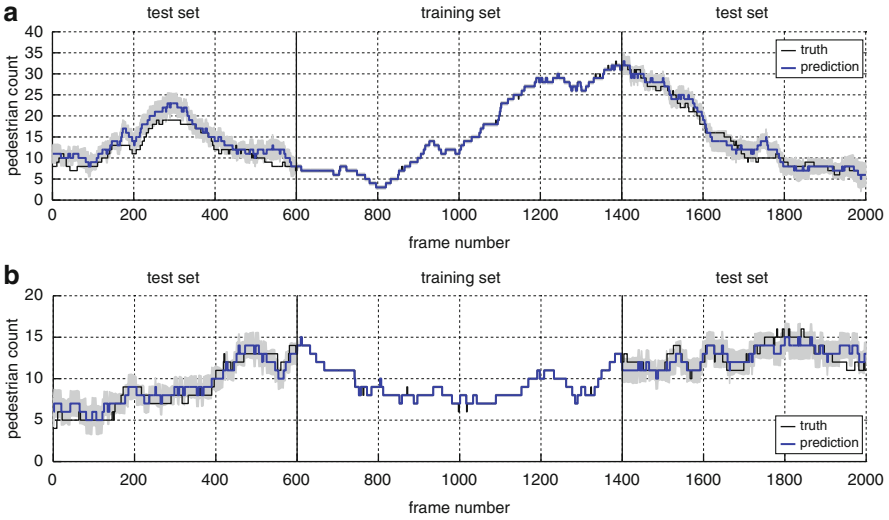 a
test set training set test set
40
35
30
25
20
15
10
5
0
pedestrian count
truth
prediction
0 200 400 600 800 1000 1200 1400 1600 1800 2000
frame number
b
test set training set test set
20
15
10
5
0
pedestrian count
truth
prediction
0 200 400 600 800 1000 1200 1400 1600 1800 2000
frame number